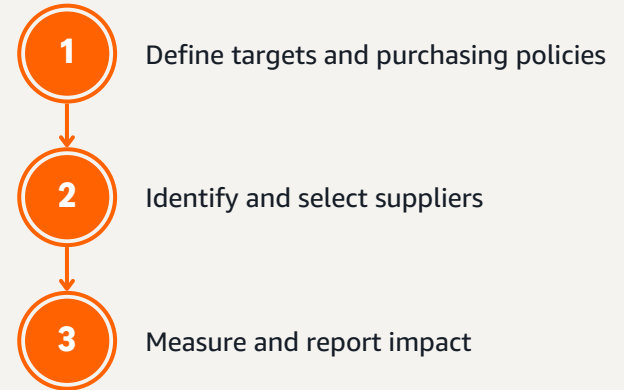 1 Define targets and purchasing policies
2 Identify and select suppliers
3 Measure and report impact